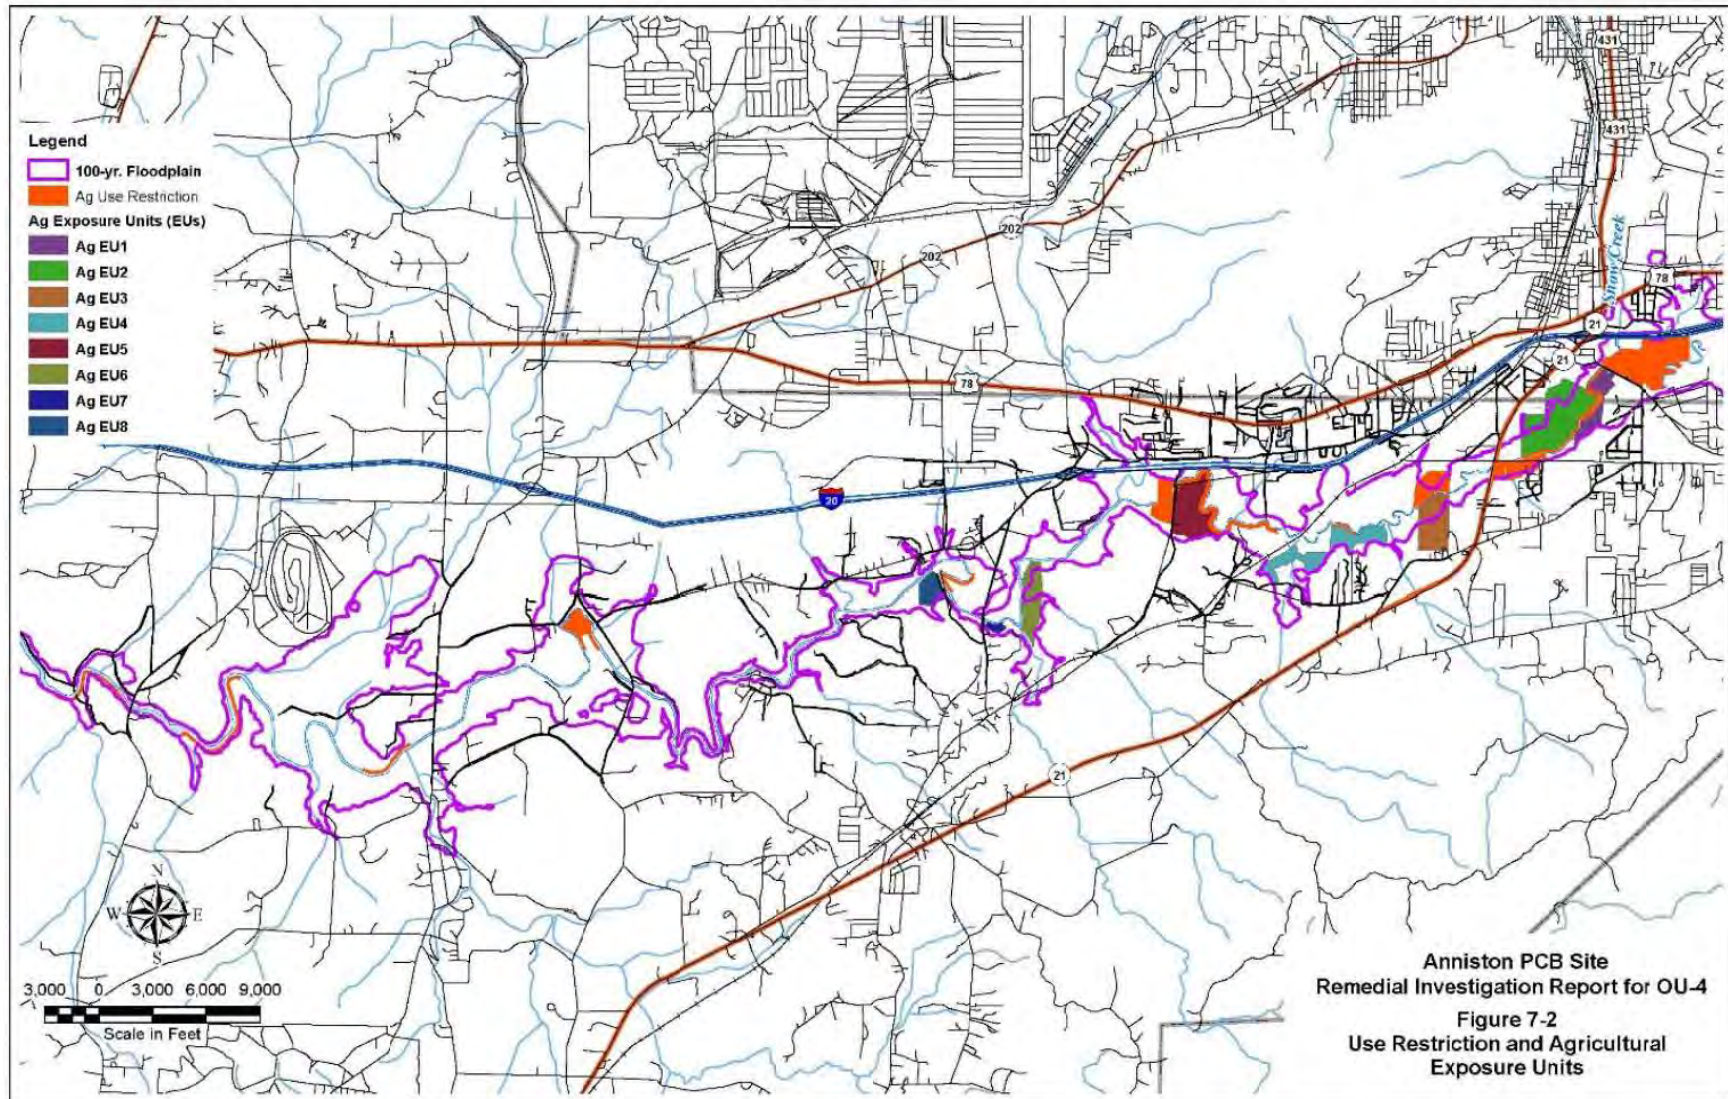 431
431
Legend
100-yr. Floodplain
Ag Use Restriction
Ag Exposure Units (EUs)
Ag EU1
Ag EU2
Ag EU3
Ag EU4
Ag EU5
Ag EU6
Ag EU7
Ag EU8
202
202
Snow Creek
78
21
21
78
20
21
N
W
E
S
3,000 0 3,000 6,000 9,000
Scale in Feet
Anniston PCB Site
Remedial Investigation Report for OU-4
Figure 7-2
Use Restriction and Agricultural
Exposure Units